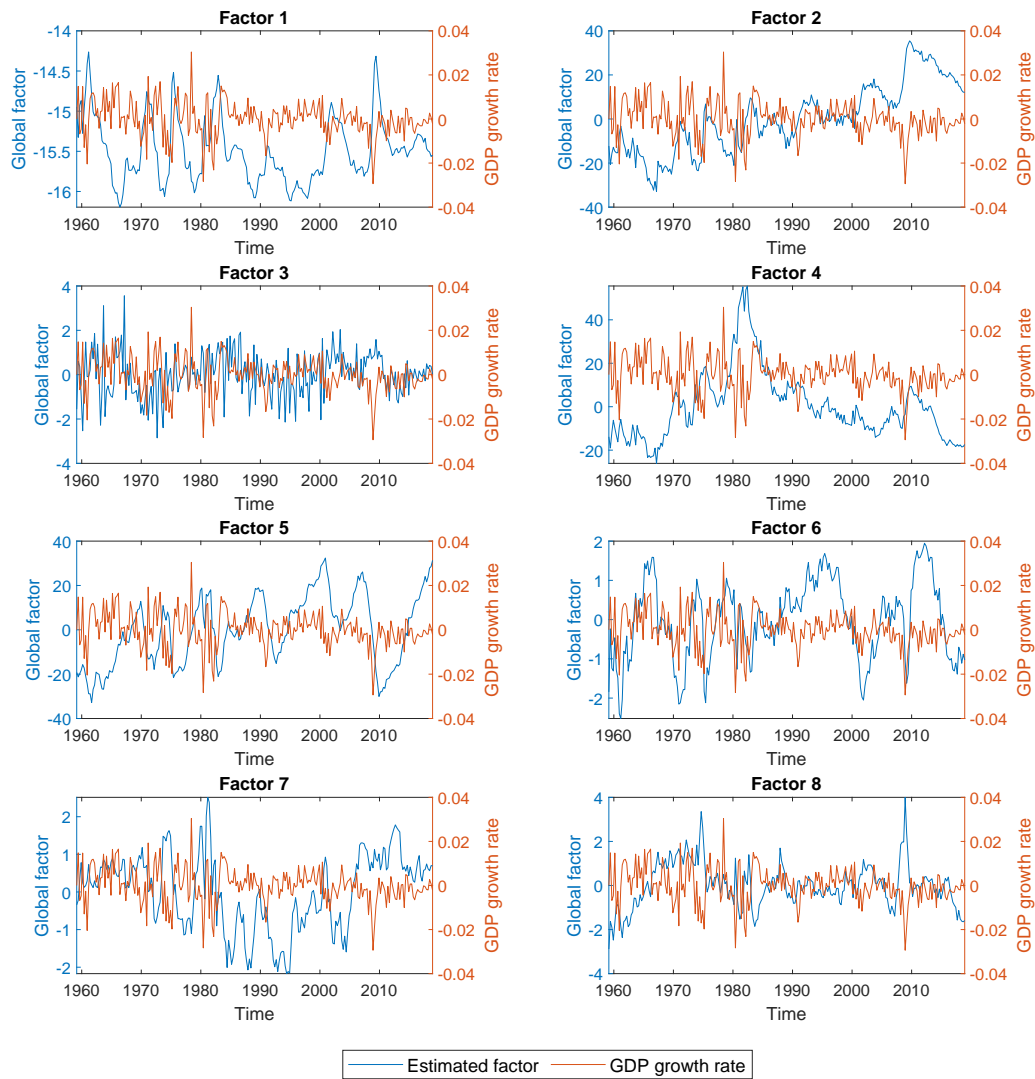 Factor 1
-14
-14.5
-15
-15.5
-16
0.04
0.02
0
-0.02
-0.04
Global factor
GDP growth rate
1960 1970 1980 1990 2000 2010
Time
Factor 2
40
20
0
-20
-40
0.04
0.02
0
-0.02
-0.04
Global factor
GDP growth rate
1960 1970 1980 1990 2000 2010
Time
Factor 3
4
2
0
-2
-4
0.04
0.02
0
-0.02
-0.04
Global factor
GDP growth rate
1960 1970 1980 1990 2000 2010
Time
Factor 4
40
20
0
-20
0.04
0.02
0
-0.02
-0.04
Global factor
GDP growth rate
1960 1970 1980 1990 2000 2010
Time
Factor 5
40
20
0
-20
-40
0.04
0.02
0
-0.02
-0.04
Global factor
GDP growth rate
1960 1970 1980 1990 2000 2010
Time
Factor 6
2
1
0
-1
-2
0.04
0.02
0
-0.02
-0.04
Global factor
GDP growth rate
1960 1970 1980 1990 2000 2010
Time
Factor 7
2
1
0
-1
-2
0.04
0.02
0
-0.02
-0.04
Global factor
GDP growth rate
1960 1970 1980 1990 2000 2010
Time
Factor 8
4
2
0
-2
-4
0.04
0.02
0
-0.02
-0.04
Global factor
GDP growth rate
1960 1970 1980 1990 2000 2010
Time
Estimated factor GDP growth rate